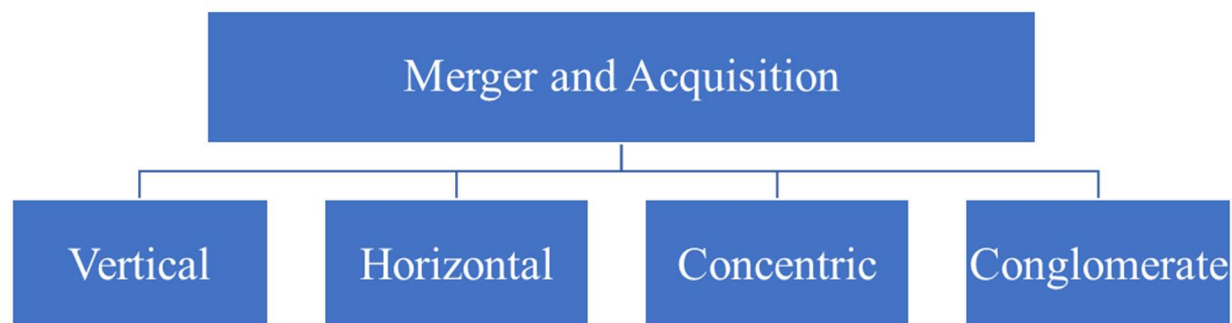 Merger and Acquisition
Vertical
Horizontal
Concentric
Conglomerate